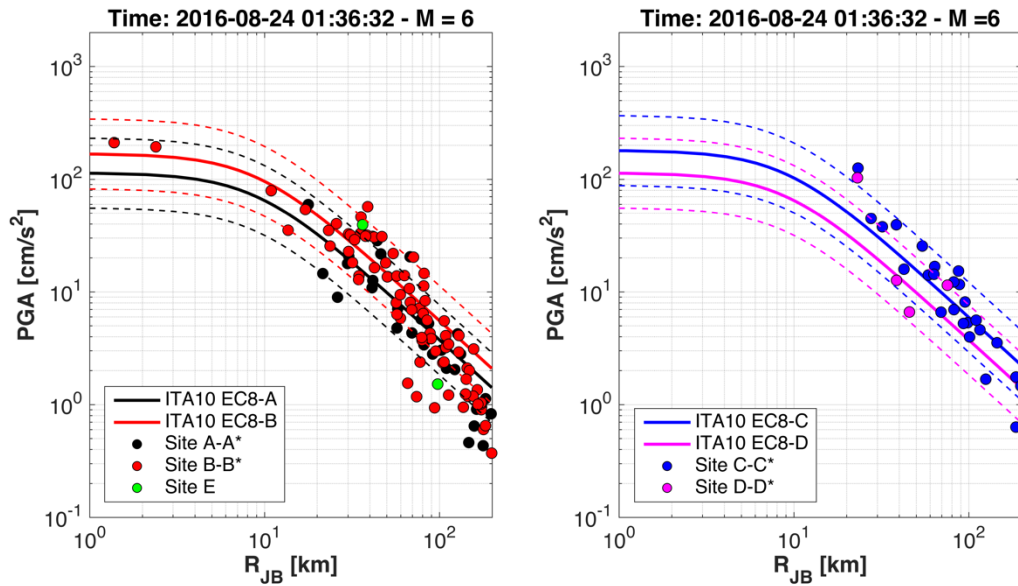 Time: 2016-08-24 01:36:32 - M = 6
PGA [cm/s²]
10³
10²
10¹
10⁰
10⁻¹
ITA10 EC8-A
ITA10 EC8-B
Site A-A*
Site B-B*
Site E
10⁰
10¹
10²
R_JB [km]
Time: 2016-08-24 01:36:32 - M =6
PGA [cm/s²]
10³
10²
10¹
10⁰
10⁻¹
ITA10 EC8-C
ITA10 EC8-D
Site C-C*
Site D-D*
10⁰
10¹
10²
R_JB [km]